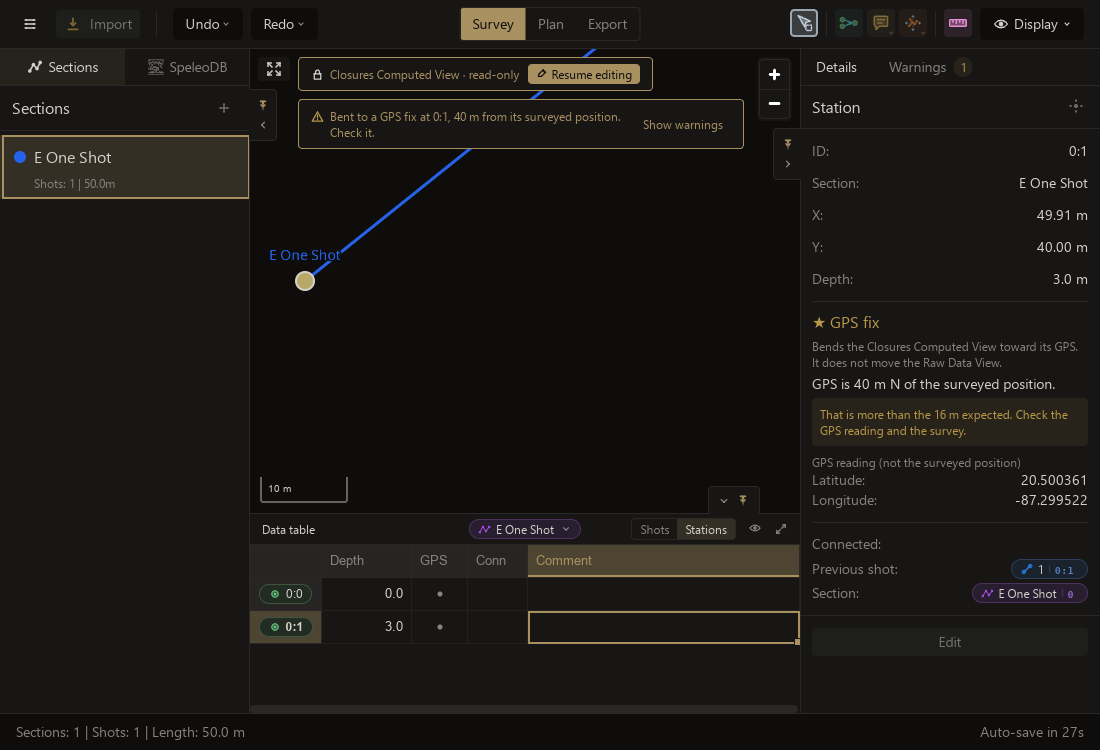 Import
Undo
Redo
Survey
Plan
Export
Display
Sections
SpeleoDB
Sections
E One Shot
Shots: 1 | 50.0m
Closures Computed View · read-only
Resume editing
Bent to a GPS fix at 0:1, 40 m from its surveyed position.
Check it.
Show warnings
E One Shot
10 m
Data table
E One Shot
Shots
Stations
Depth
GPS
Conn
Comment
0:0
0.0
0:1
3.0
Details
Warnings
1
Station
ID:
0:1
Section:
E One Shot
X:
49.91 m
Y:
40.00 m
Depth:
3.0 m
GPS fix
Bends the Closures Computed View toward its GPS.
It does not move the Raw Data View.
GPS is 40 m N of the surveyed position.
That is more than the 16 m expected. Check the
GPS reading and the survey.
GPS reading (not the surveyed position)
Latitude:
20.500361
Longitude:
-87.299522
Connected:
Previous shot:
1
0:1
Section:
E One Shot
0
Edit
Sections: 1 | Shots: 1 | Length: 50.0 m
Auto-save in 27s